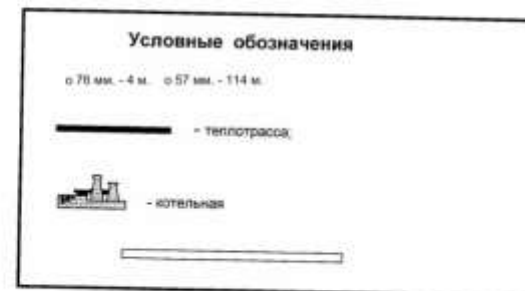 Условные обозначения
о 76 мм. - 4 м. о 57 мм. - 114 м.
- теплотрасса;
- котельная